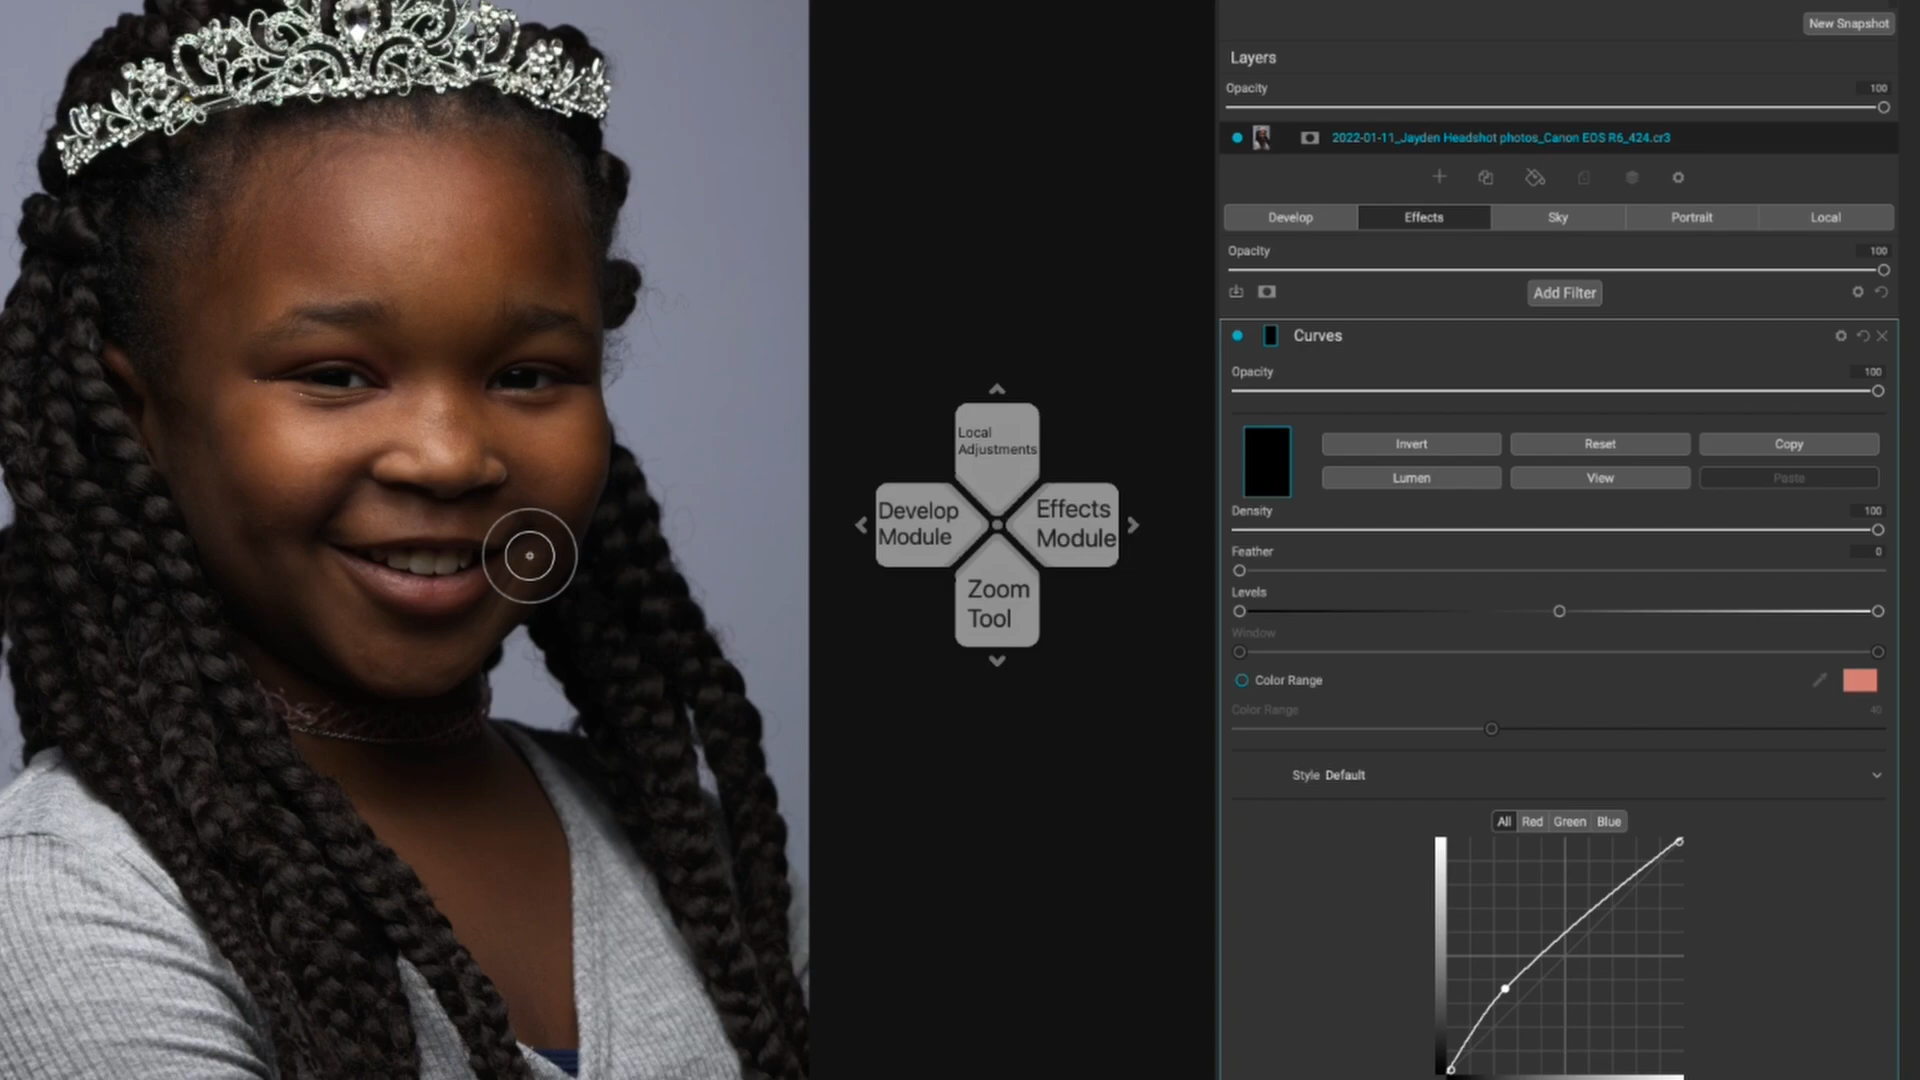 New Snapshot
Layers
Opacity
100
2022-01-11_Jayden Headshot photos_Canon EOS R6_424.cr3
Develop
Effects
Sky
Portrait
Local
Opacity
100
Add Filter
Curves
Opacity
100
Invert
Reset
Copy
Lumen
View
Paste
Density
100
Feather
0
Levels
Window
Color Range
Color Range
40
Style Default
All
Red
Green
Blue
Local
Adjustments
Develop
Module
Effects
Module
Zoom
Tool